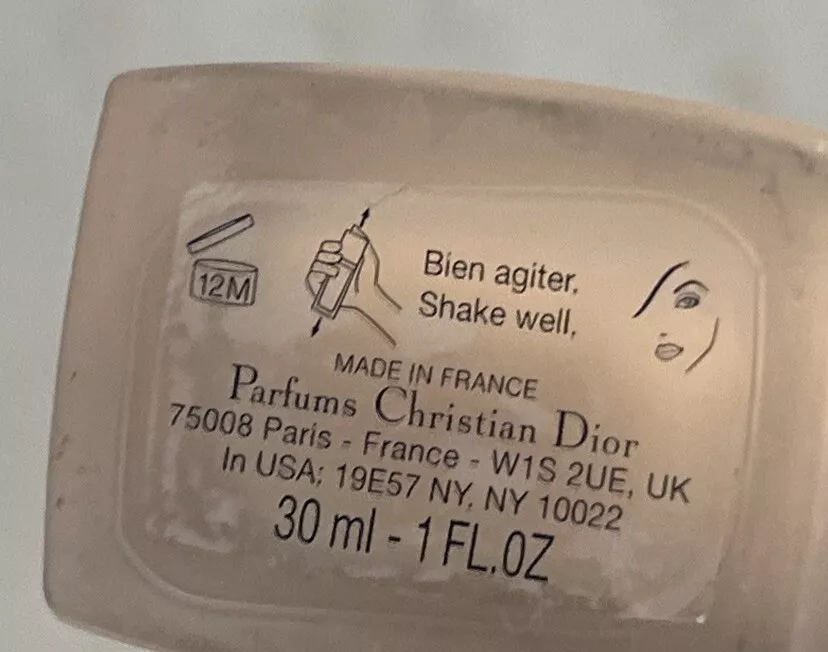 12M
Bien agiter,
Shake well,
MADE IN FRANCE
Parfums Christian Dior
75008 Paris - France - W1S 2UE, UK
In USA: 19E57 NY, NY 10022
30 ml - 1 FL.OZ